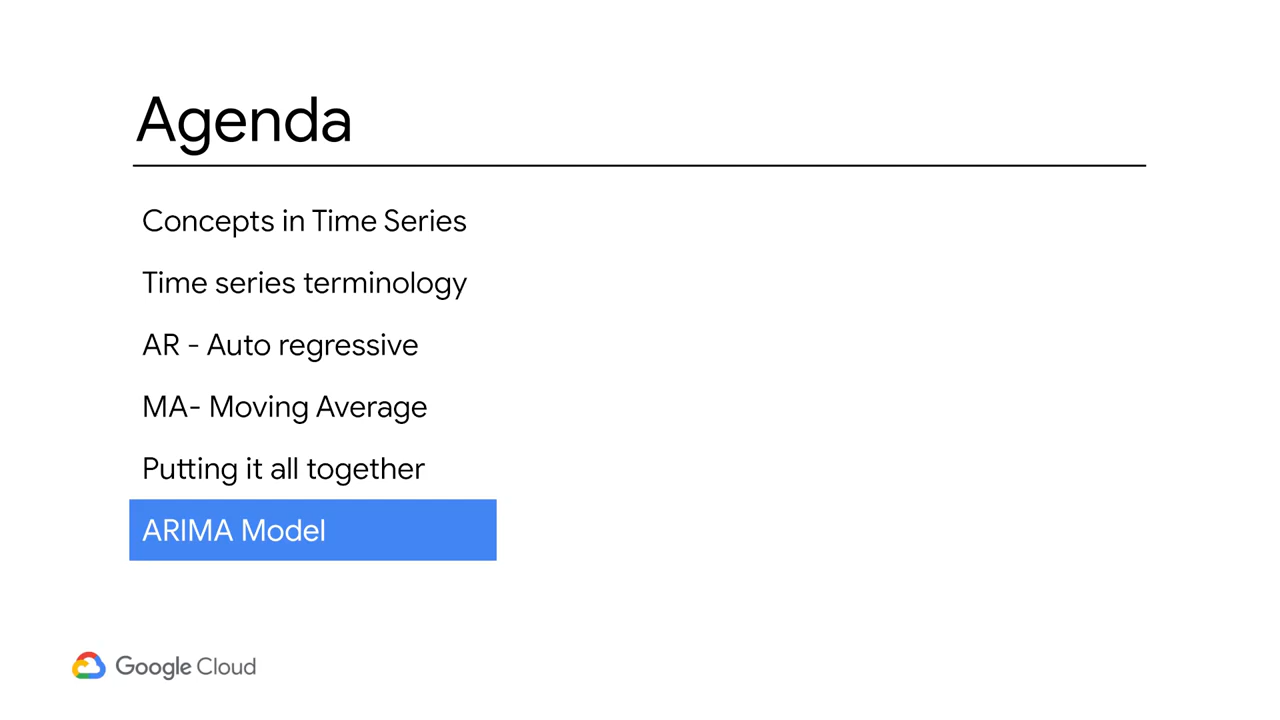 Agenda
Concepts in Time Series
Time series terminology
AR - Auto regressive
MA- Moving Average
Putting it all together
ARIMA Model
Google Cloud